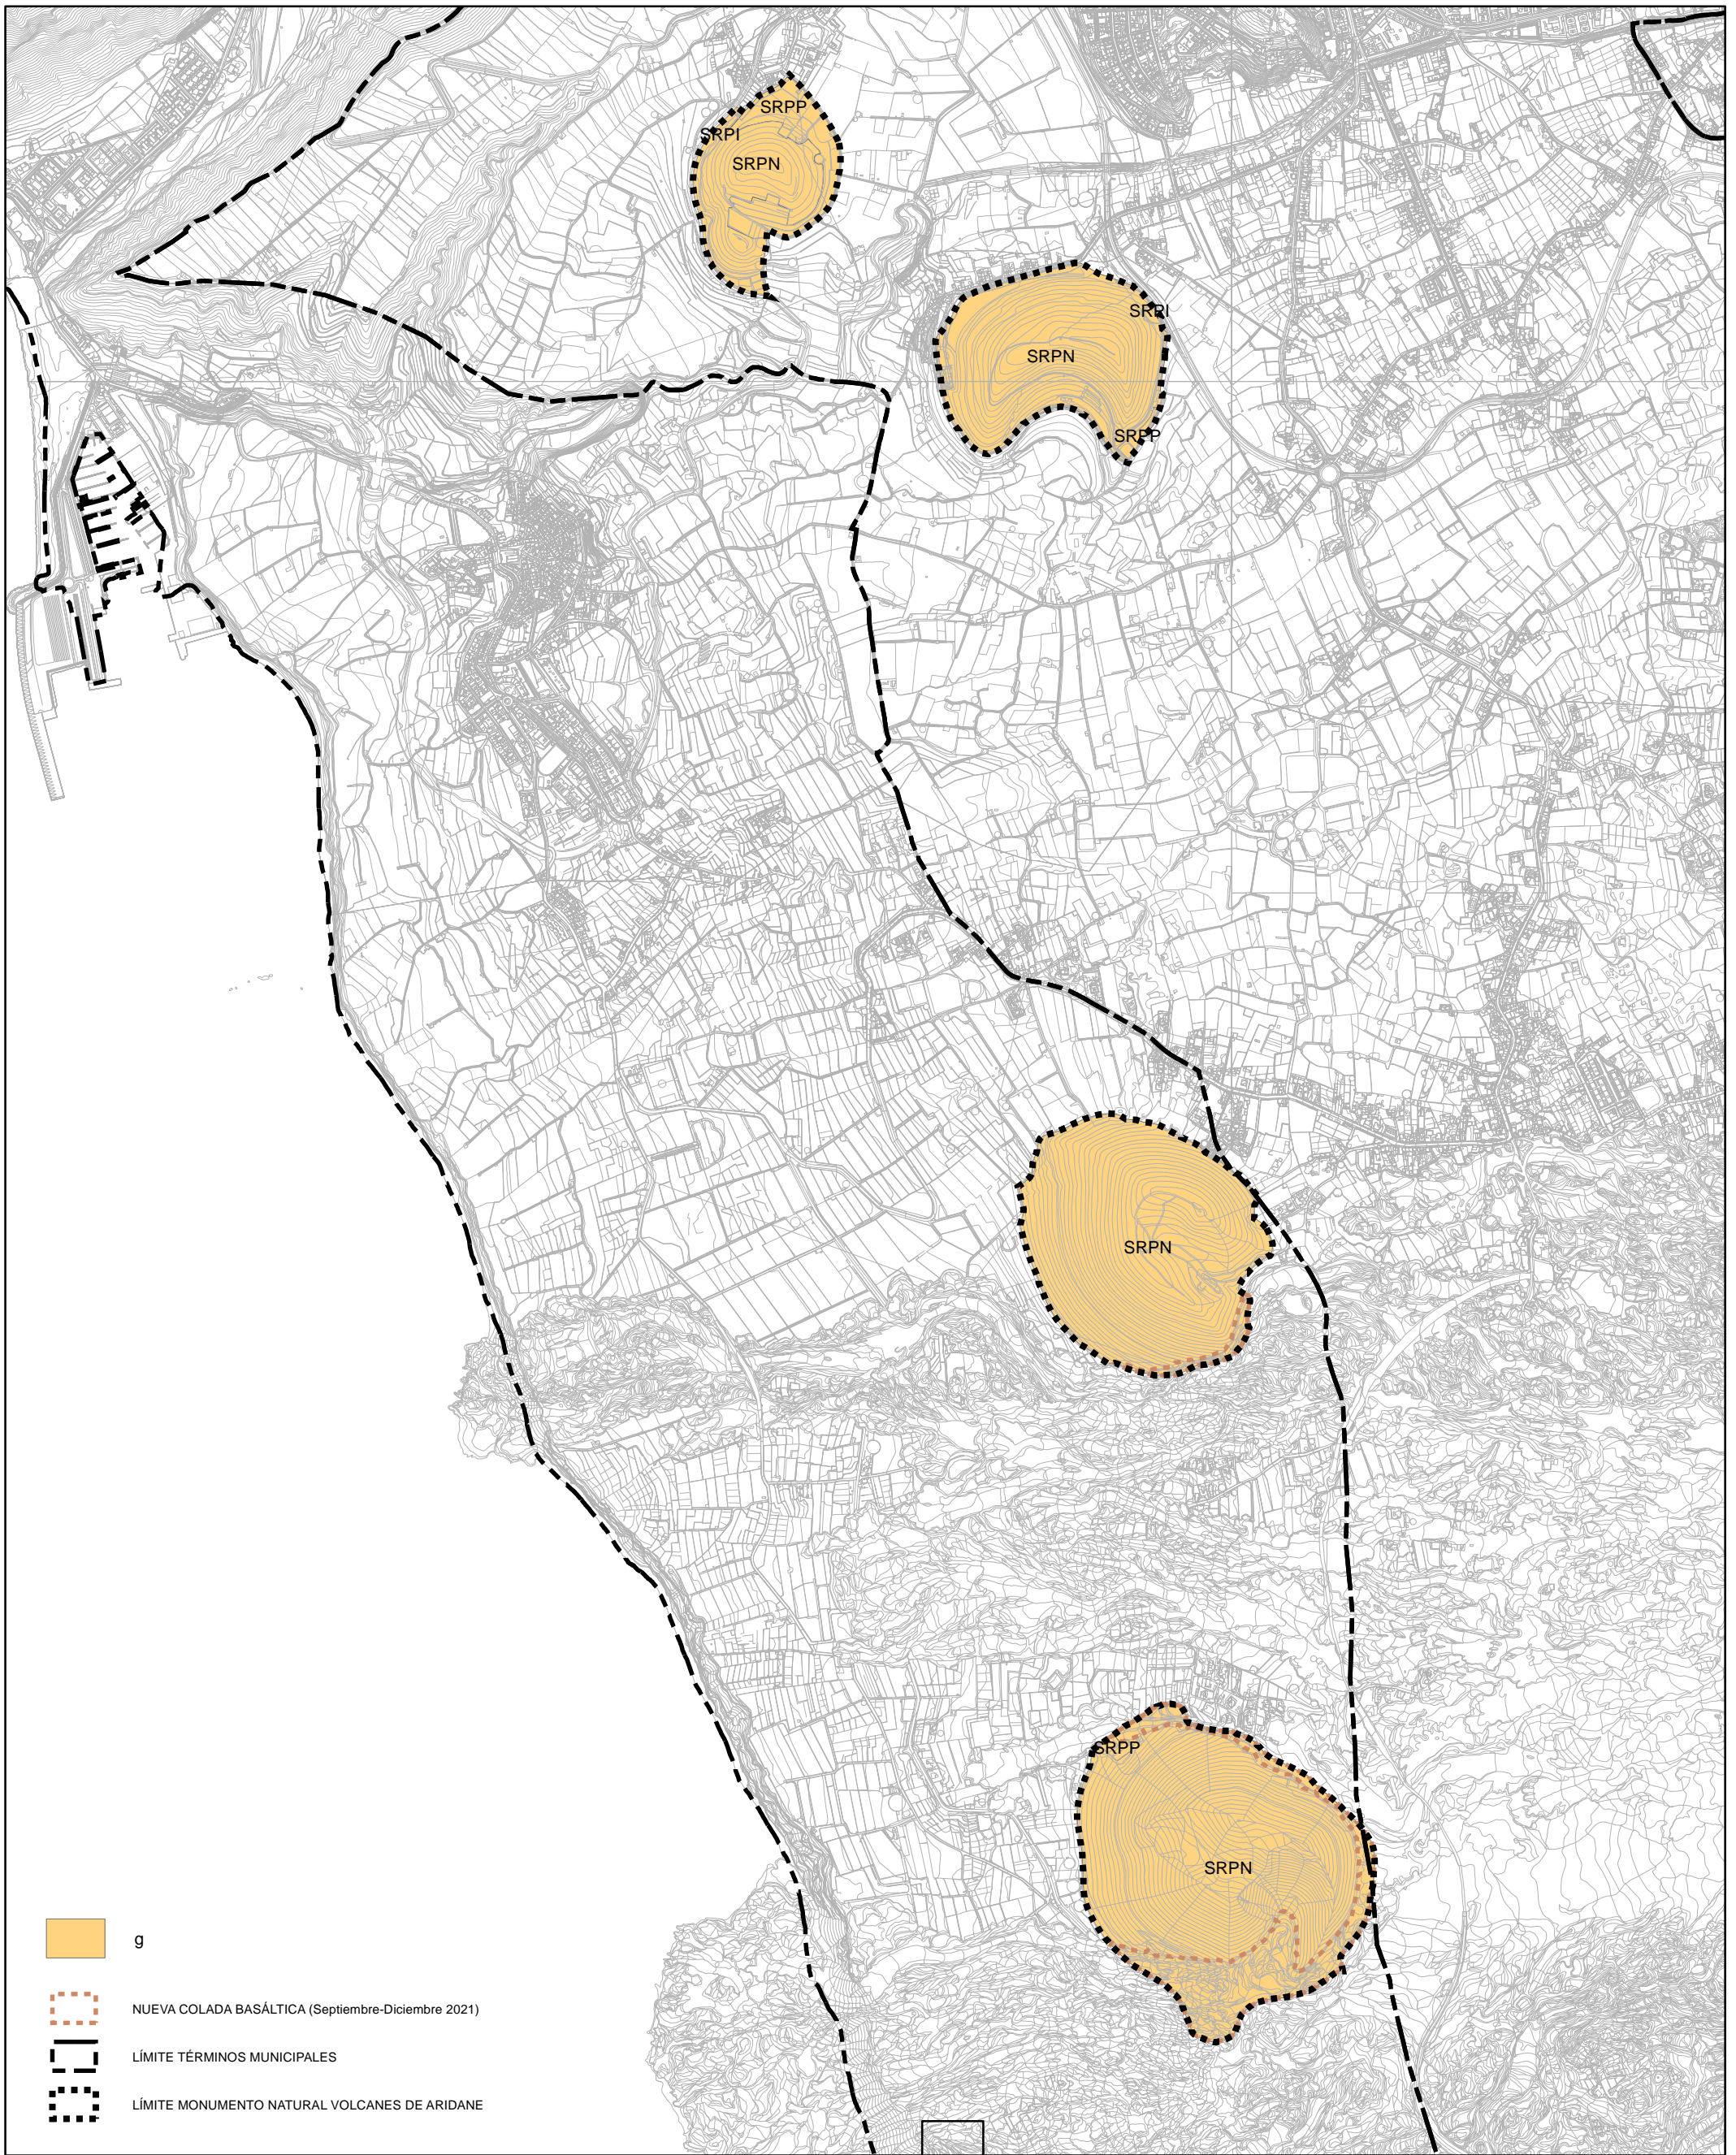 SRPP
SRPI
SRPN
SRPI
SRPN
SRPP
SRPN
SRPP
SRPN
g
NUEVA COLADA BASÁLTICA (Septiembre-Diciembre 2021)
LÍMITE TÉRMINOS MUNICIPALES
LÍMITE MONUMENTO NATURAL VOLCANES DE ARIDANE